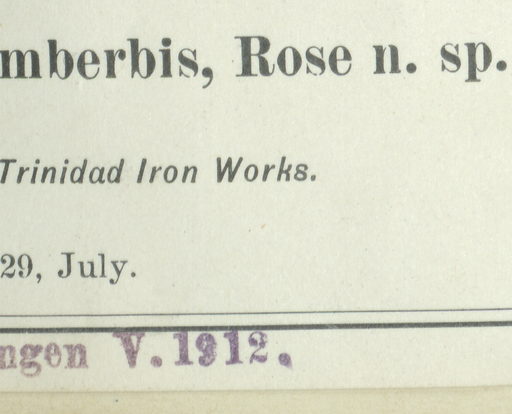 mberbis, Rose n. sp.
Trinidad Iron Works.
29, July.
ngen V. 1912.